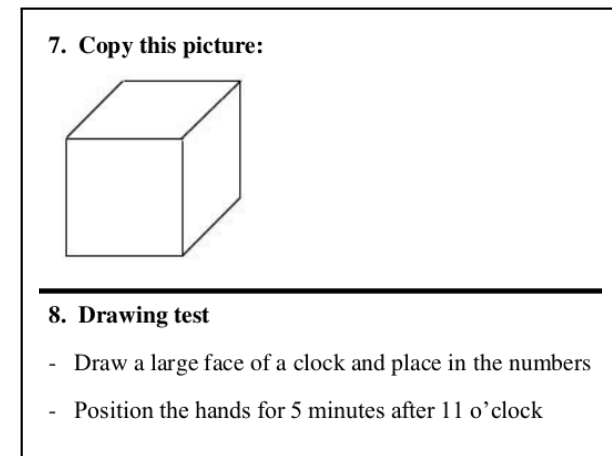 7. Copy this picture:
8. Drawing test
- Draw a large face of a clock and place in the numbers
- Position the hands for 5 minutes after 11 o’clock